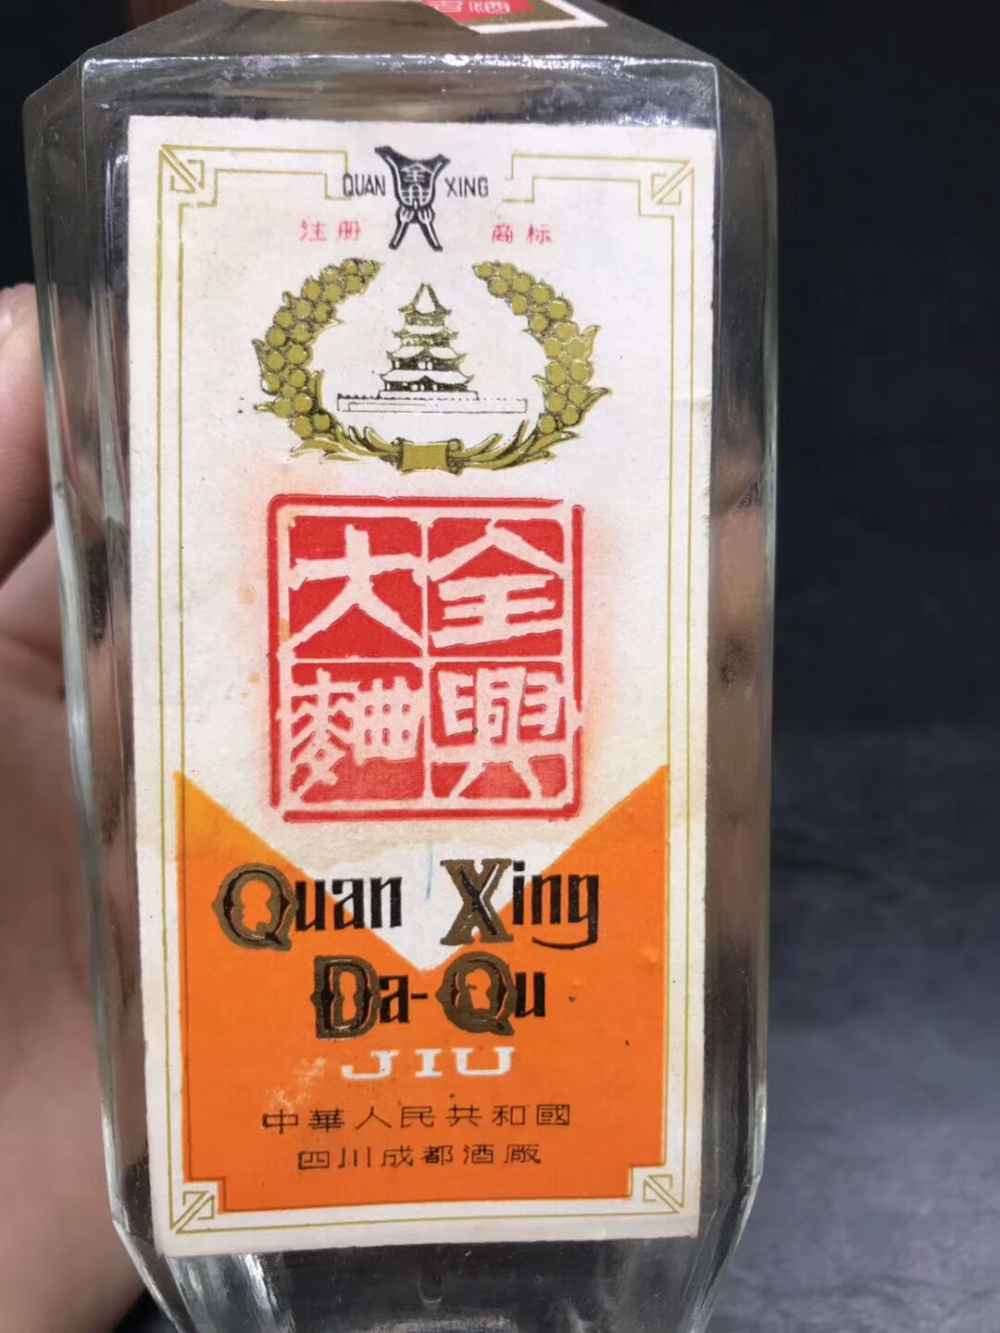 QUAN XING
注册 商标
全興
大麯
Quan Xing
Da-Qu
JIU
中華人民共和國
四川成都酒廠